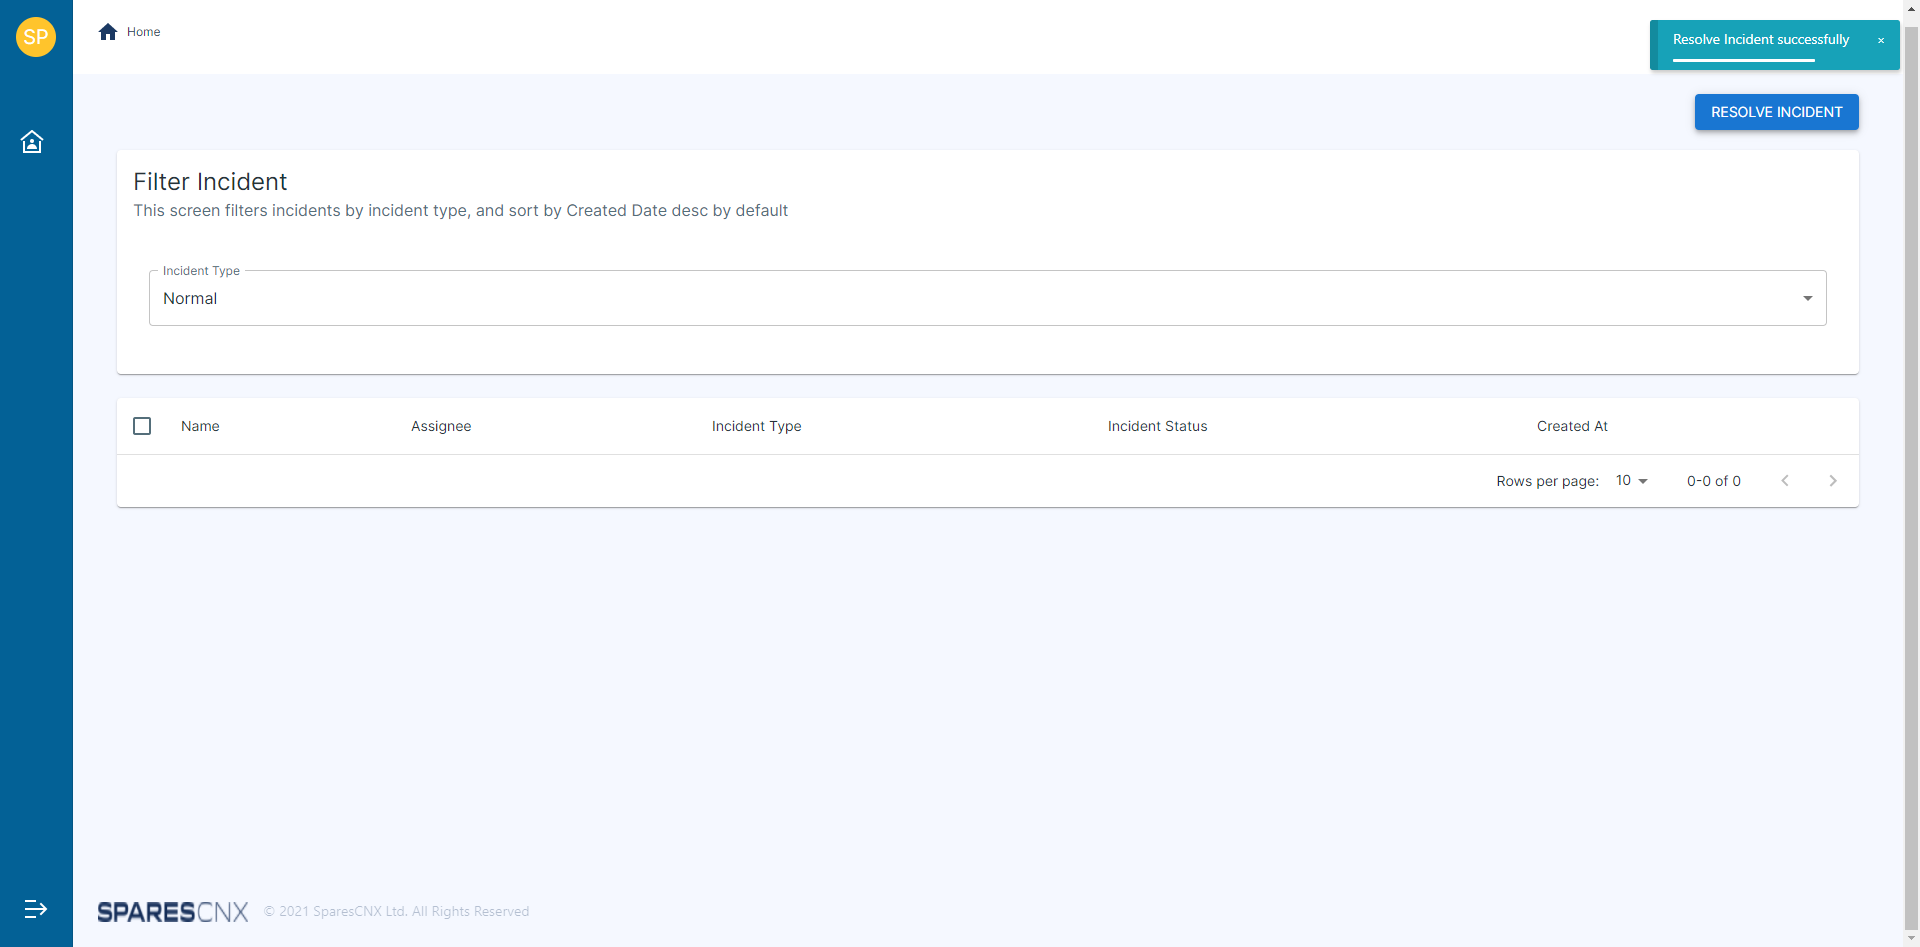 SP
Home
Resolve Incident successfully ×
RESOLVE INCIDENT
Filter Incident
This screen filters incidents by incident type, and sort by Created Date desc by default
Incident Type
Normal
Name Assignee Incident Type Incident Status Created At
Rows per page: 10 0-0 of 0
SPARESCNX © 2021 SparesCNX Ltd. All Rights Reserved